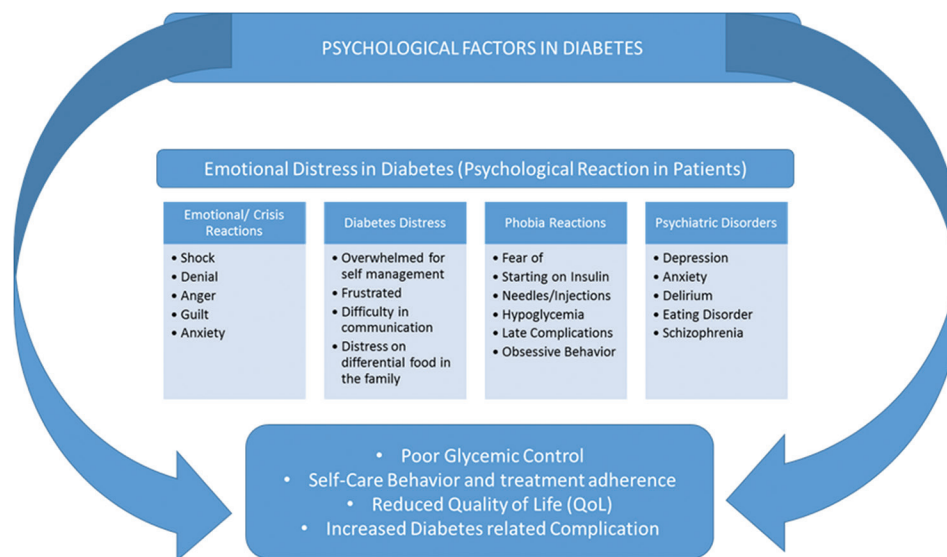 PSYCHOLOGICAL FACTORS IN DIABETES
Emotional Distress in Diabetes (Psychological Reaction in Patients)
Emotional/ Crisis
Reactions
• Shock
• Denial
• Anger
• Guilt
• Anxiety
Diabetes Distress
• Overwhelmed for
self management
• Frustrated
• Difficulty in
communication
• Distress on
differential food in
the family
Phobia Reactions
• Fear of
• Starting on Insulin
• Needles/Injections
• Hypoglycemia
• Late Complications
• Obsessive Behavior
Psychiatric Disorders
• Depression
• Anxiety
• Delirium
• Eating Disorder
• Schizophrenia
• Poor Glycemic Control
• Self-Care Behavior and treatment adherence
• Reduced Quality of Life (QoL)
• Increased Diabetes related Complication